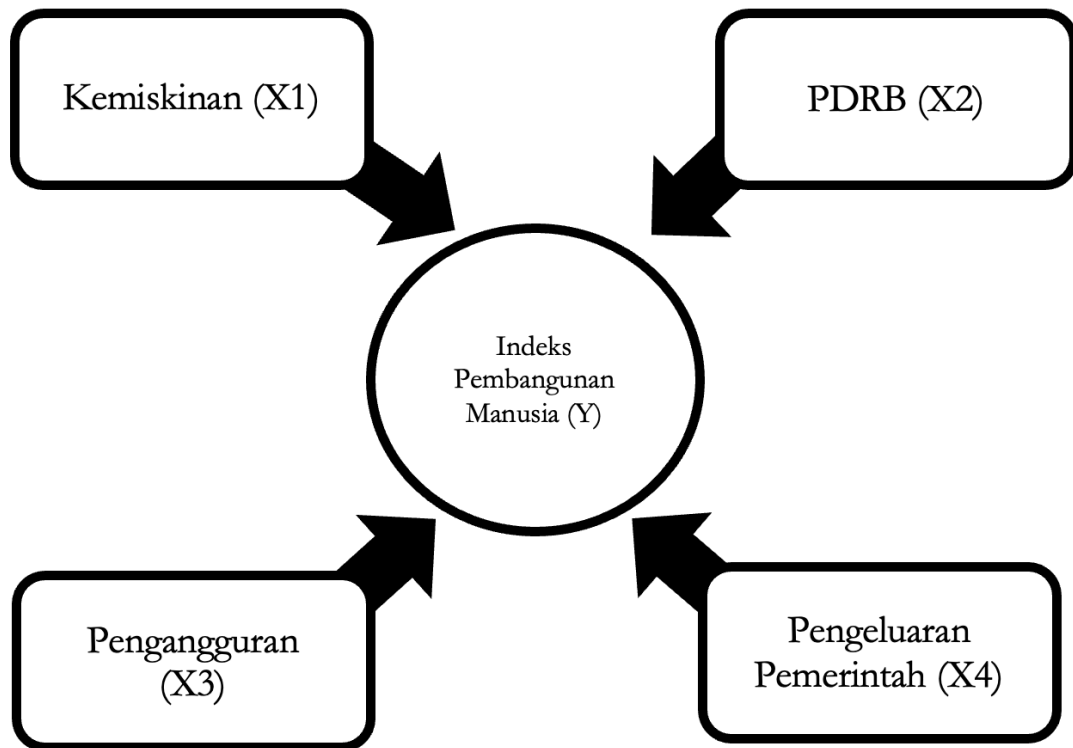 Kemiskinan (X1)
PDRB (X2)
Indeks
Pembangunan
Manusia (Y)
Pengangguran
(X3)
Pengeluaran
Pemerintah (X4)